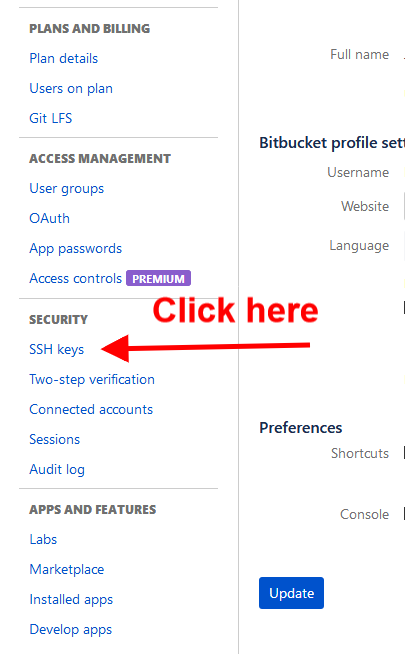 PLANS AND BILLING
Plan details
Users on plan
Git LFS
ACCESS MANAGEMENT
User groups
OAuth
App passwords
Access controls PREMIUM
SECURITY
SSH keys
Two-step verification
Connected accounts
Sessions
Audit log
APPS AND FEATURES
Labs
Marketplace
Installed apps
Develop apps
Click here
Full name
Bitbucket profile sett
Username
Website
Language
Preferences
Shortcuts
Console
Update